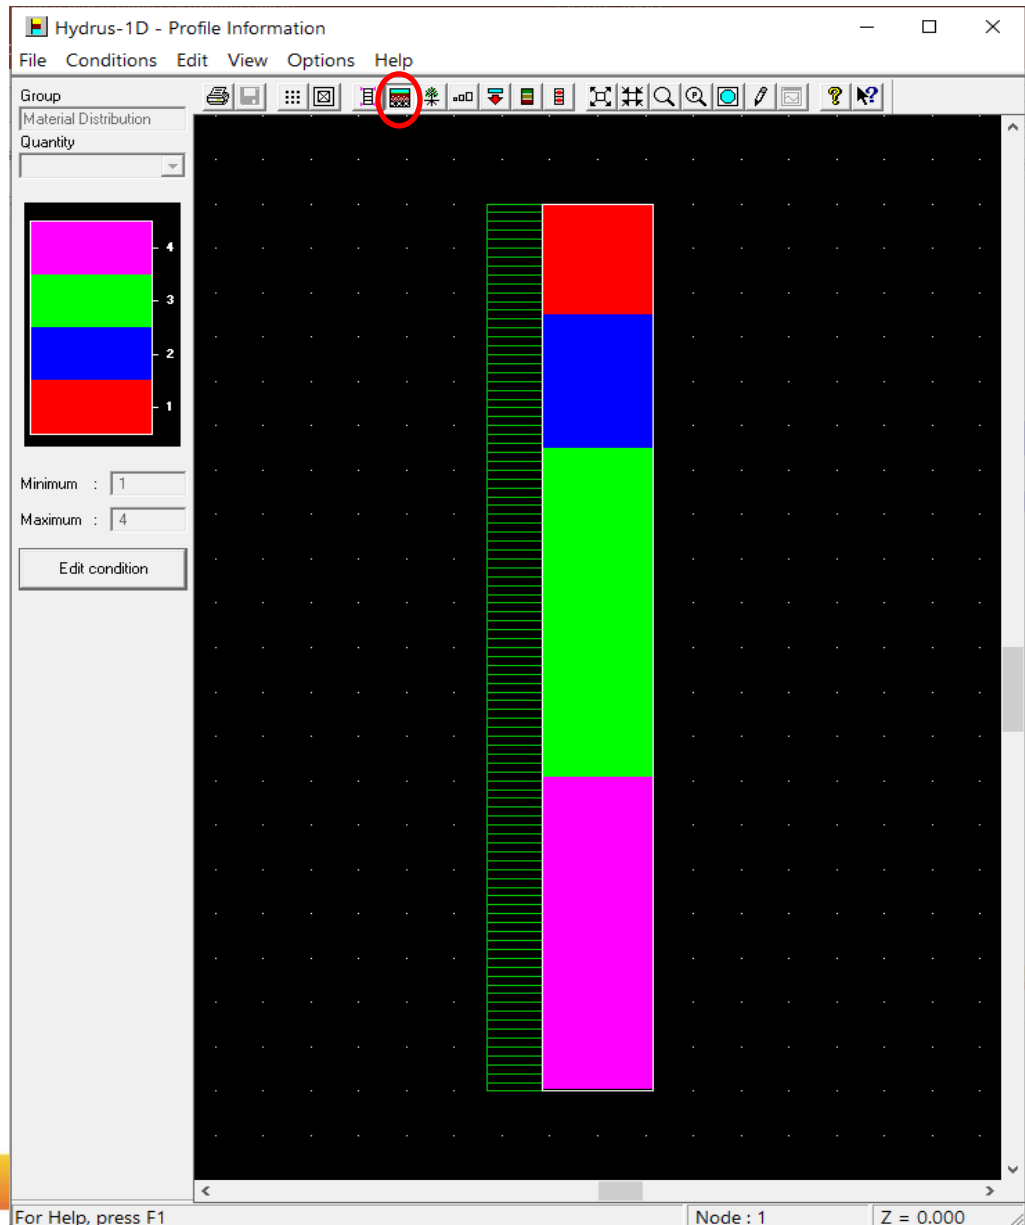 Hydrus-1D - Profile Information
File Conditions Edit View Options Help
Group
Material Distribution
Quantity
4
3
2
1
Minimum : 1
Maximum : 4
Edit condition
For Help, press F1
Node : 1
Z = 0.000